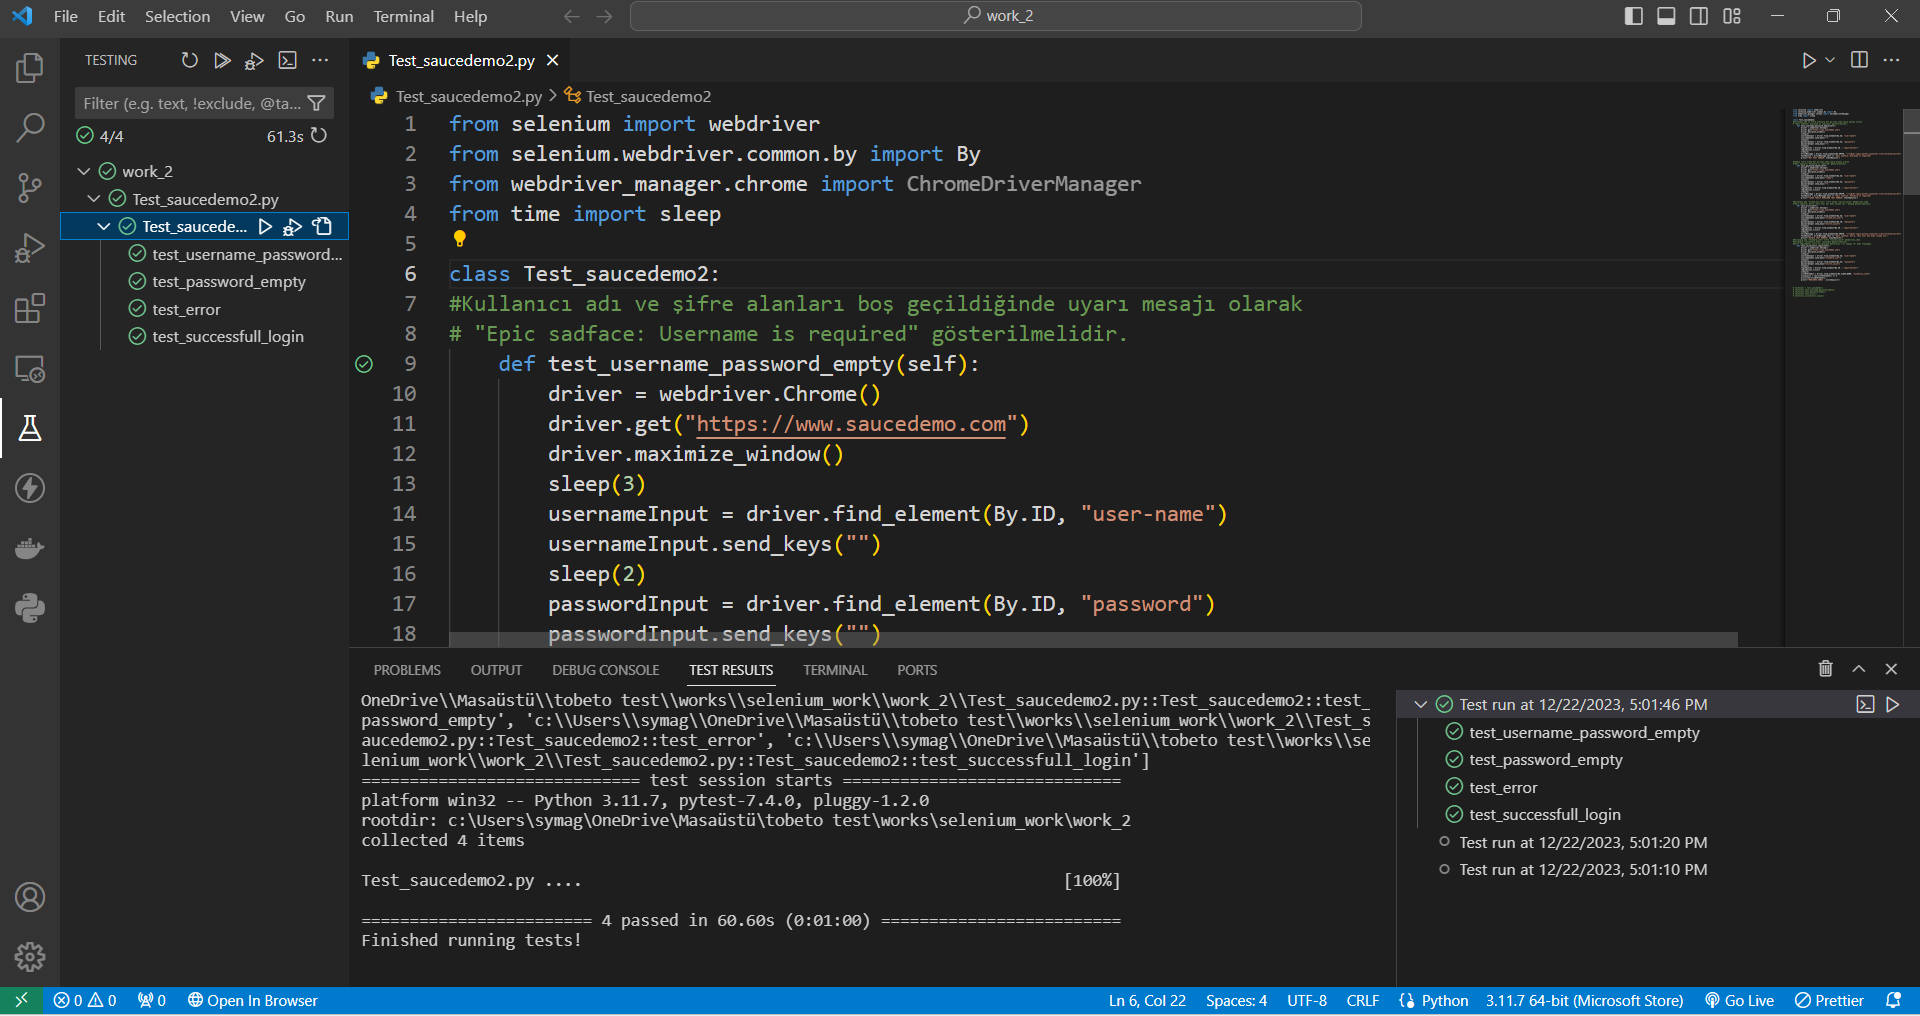 File Edit Selection View Go Run Terminal Help
work_2
TESTING
Filter (e.g. text, !exclude, @ta...
4/4 61.3s
work_2
Test_saucedemo2.py
Test_saucede...
test_username_password...
test_password_empty
test_error
test_successfull_login
Test_saucedemo2.py
Test_saucedemo2.py > Test_saucedemo2
1 from selenium import webdriver
2 from selenium.webdriver.common.by import By
3 from webdriver_manager.chrome import ChromeDriverManager
4 from time import sleep
5
6 class Test_saucedemo2:
7 #Kullanıcı adı ve şifre alanları boş geçildiğinde uyarı mesajı olarak
8 # "Epic sadface: Username is required" gösterilmelidir.
9 def test_username_password_empty(self):
10 driver = webdriver.Chrome()
11 driver.get("https://www.saucedemo.com")
12 driver.maximize_window()
13 sleep(3)
14 usernameInput = driver.find_element(By.ID, "user-name")
15 usernameInput.send_keys("")
16 sleep(2)
17 passwordInput = driver.find_element(By.ID, "password")
18 passwordInput.send_keys("")
PROBLEMS OUTPUT DEBUG CONSOLE TEST RESULTS TERMINAL PORTS
OneDrive\\Masaüstü\\tobeto test\\works\\selenium_work\\work_2\\Test_saucedemo2.py::Test_saucedemo2::test_
password_empty', 'c:\\Users\\symag\\OneDrive\\Masaüstü\\tobeto test\\works\\selenium_work\\work_2\\Test_s
aucedemo2.py::Test_saucedemo2::test_error', 'c:\\Users\\symag\\OneDrive\\Masaüstü\\tobeto test\\works\\se
lenium_work\\work_2\\Test_saucedemo2.py::Test_saucedemo2::test_successfull_login']
============================= test session starts =============================
platform win32 -- Python 3.11.7, pytest-7.4.0, pluggy-1.2.0
rootdir: c:\Users\symag\OneDrive\Masaüstü\tobeto test\works\selenium_work\work_2
collected 4 items
Test_saucedemo2.py .... [100%]
======================== 4 passed in 60.60s (0:01:00) =========================
Finished running tests!
Test run at 12/22/2023, 5:01:46 PM
test_username_password_empty
test_password_empty
test_error
test_successfull_login
Test run at 12/22/2023, 5:01:20 PM
Test run at 12/22/2023, 5:01:10 PM
0 0 0 Open In Browser Ln 6, Col 22 Spaces: 4 UTF-8 CRLF Python 3.11.7 64-bit (Microsoft Store) Go Live Prettier